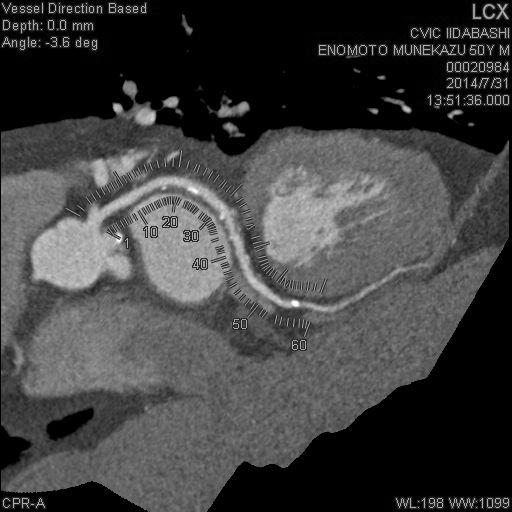 Vessel Direction Based
Depth: 0.0 mm
Angle: -3.6 deg
LCX
CVIC IIDABASHI
ENOMOTO MUNEKAZU 50Y M
00020984
2014/7/31
13:51:36.000
1
10
20
30
40
50
60
CPR-A
WL:198 WW:1099